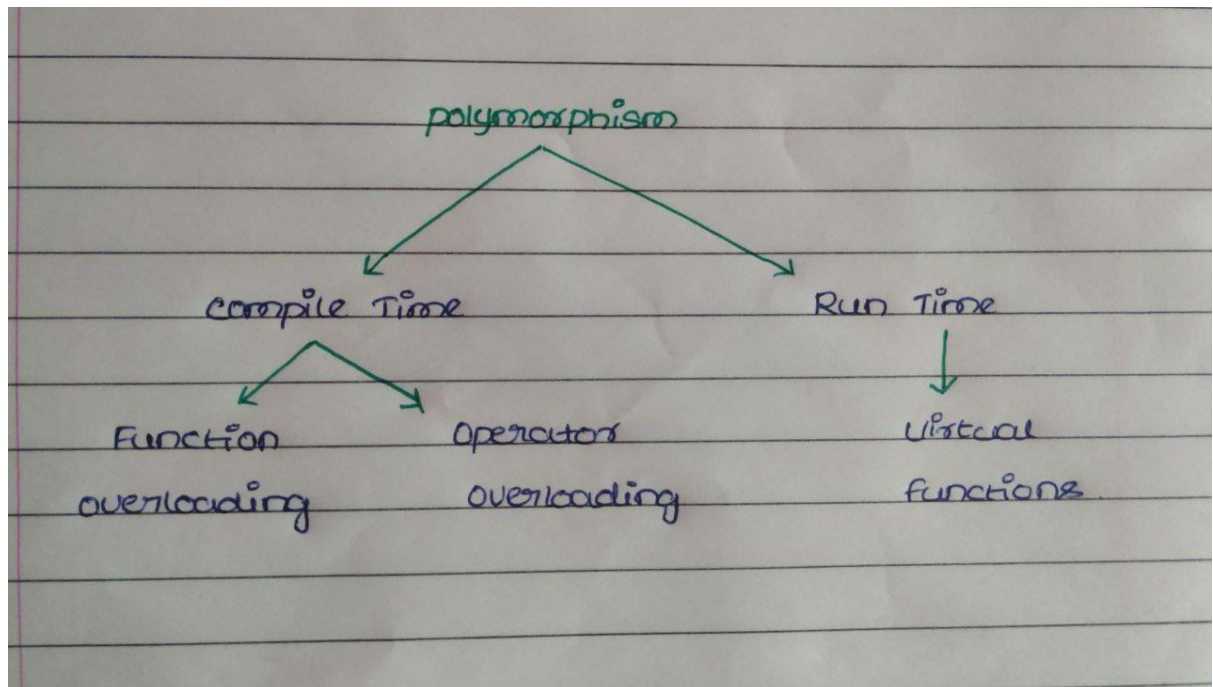 polymorphism
Compile Time Run Time
Function Operator Virtual
overloading overloading functions